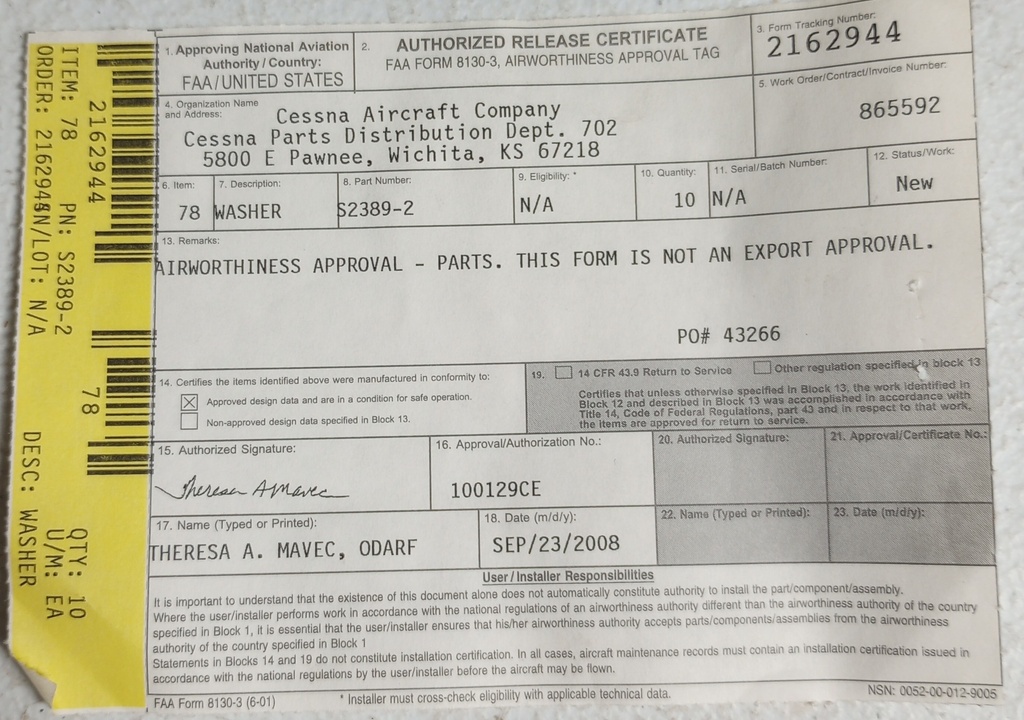 ITEM: 78 PN: S2389-2 QTY: 10
ORDER: 2162944 SN/LOT: N/A U/M: EA
DESC: WASHER
2162944
78
1. Approving National Aviation
Authority/Country:
FAA/UNITED STATES
2. AUTHORIZED RELEASE CERTIFICATE
FAA FORM 8130-3, AIRWORTHINESS APPROVAL TAG
3. Form Tracking Number:
2162944
4. Organization Name
and Address:
Cessna Aircraft Company
Cessna Parts Distribution Dept. 702
5800 E Pawnee, Wichita, KS 67218
5. Work Order/Contract/Invoice Number:
865592
6. Item:
78
7. Description:
WASHER
8. Part Number:
S2389-2
9. Eligibility: *
N/A
10. Quantity:
10
11. Serial/Batch Number:
N/A
12. Status/Work:
New
13. Remarks:
AIRWORTHINESS APPROVAL - PARTS. THIS FORM IS NOT AN EXPORT APPROVAL.
PO# 43266
14. Certifies the items identified above were manufactured in conformity to:
Approved design data and are in a condition for safe operation.
Non-approved design data specified in Block 13.
19. 14 CFR 43.9 Return to Service Other regulation specified in block 13
Certifies that unless otherwise specified in Block 13, the work identified in
Block 12 and described in Block 13 was accomplished in accordance with
Title 14, Code of Federal Regulations, part 43 and in respect to that work,
the items are approved for return to service.
15. Authorized Signature:
Theresa A Mavec
16. Approval/Authorization No.:
100129CE
20. Authorized Signature:
21. Approval/Certificate No.:
17. Name (Typed or Printed):
THERESA A. MAVEC, ODARF
18. Date (m/d/y):
SEP/23/2008
22. Name (Typed or Printed):
23. Date (m/d/y):
User/Installer Responsibilities
It is important to understand that the existence of this document alone does not automatically constitute authority to install the part/component/assembly.
Where the user/installer performs work in accordance with the national regulations of an airworthiness authority different than the airworthiness authority of the country
specified in Block 1, it is essential that the user/installer ensures that his/her airworthiness authority accepts parts/components/assemblies from the airworthiness
authority of the country specified in Block 1
Statements in Blocks 14 and 19 do not constitute installation certification. In all cases, aircraft maintenance records must contain an installation certification issued in
accordance with the national regulations by the user/installer before the aircraft may be flown.
FAA Form 8130-3 (6-01)
* Installer must cross-check eligibility with applicable technical data.
NSN: 0052-00-012-9005